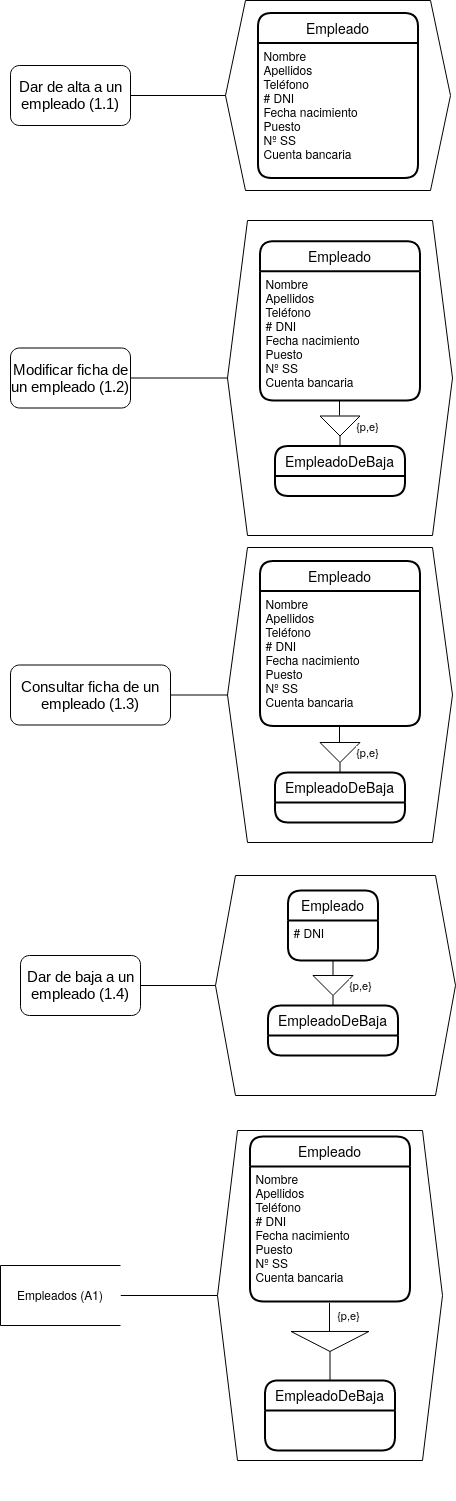 Empleado
Nombre
Apellidos
Teléfono
# DNI
Fecha nacimiento
Puesto
Nº SS
Cuenta bancaria
Dar de alta a un
empleado (1.1)
Empleado
Nombre
Apellidos
Teléfono
# DNI
Fecha nacimiento
Puesto
Nº SS
Cuenta bancaria
Modificar ficha de
un empleado (1.2)
{p,e}
EmpleadoDeBaja
Empleado
Nombre
Apellidos
Teléfono
# DNI
Fecha nacimiento
Puesto
Nº SS
Cuenta bancaria
Consultar ficha de un
empleado (1.3)
{p,e}
EmpleadoDeBaja
Empleado
# DNI
Dar de baja a un
empleado (1.4)
{p,e}
EmpleadoDeBaja
Empleado
Nombre
Apellidos
Teléfono
# DNI
Fecha nacimiento
Puesto
Nº SS
Cuenta bancaria
Empleados (A1)
{p,e}
EmpleadoDeBaja